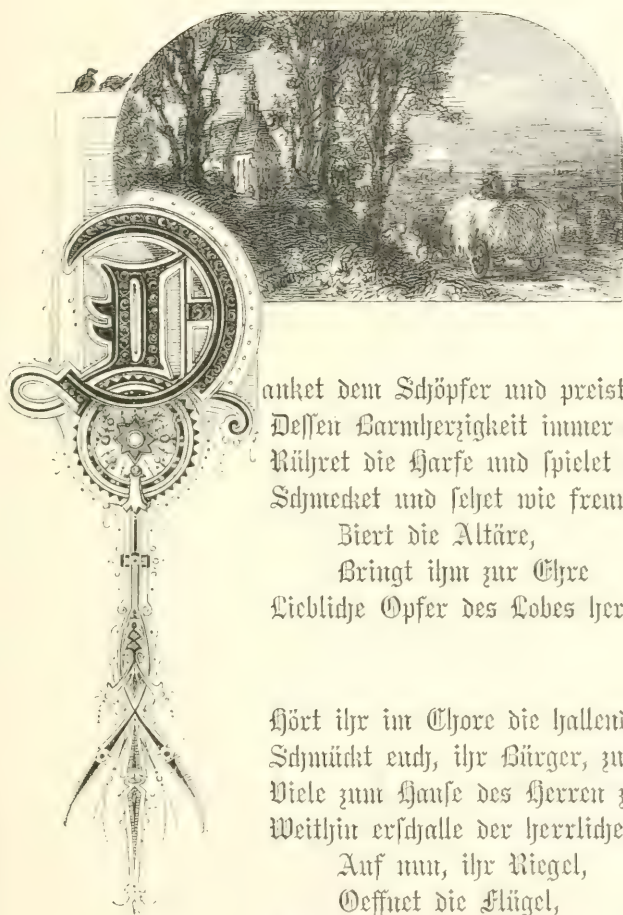 Danket dem Schöpfer und preist
Dessen Barmherzigkeit immer
Rühret die Harfe und spielet
Schmecket und sehet wie
Ziert die Altäre,
Bringt ihm zur Ehre
Liebliche Opfer des Lobes
Hört ihr im Chore die
Schmückt euch, ihr Bürger,
Viele zum Hause des Herren
Weithin erschalle der herrliche
Auf nun, ihr Riegel,
Oeffnet die Flügel,